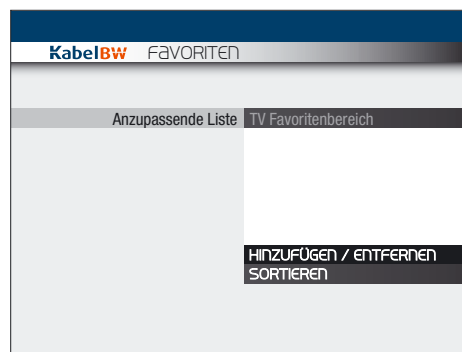 KabelBW FAVORITEN
Anzupassende Liste TV Favoritenbereich
HINZUFÜGEN / ENTFERNEN
SORTIEREN